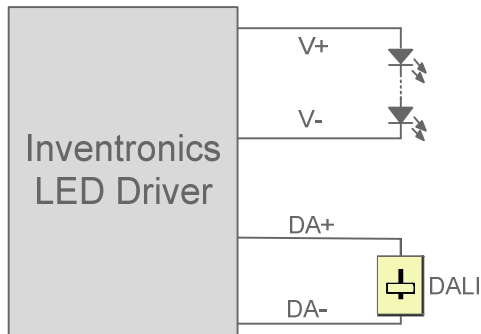 Inventronics
LED Driver
V+
V-
DA+
DA-
DALI